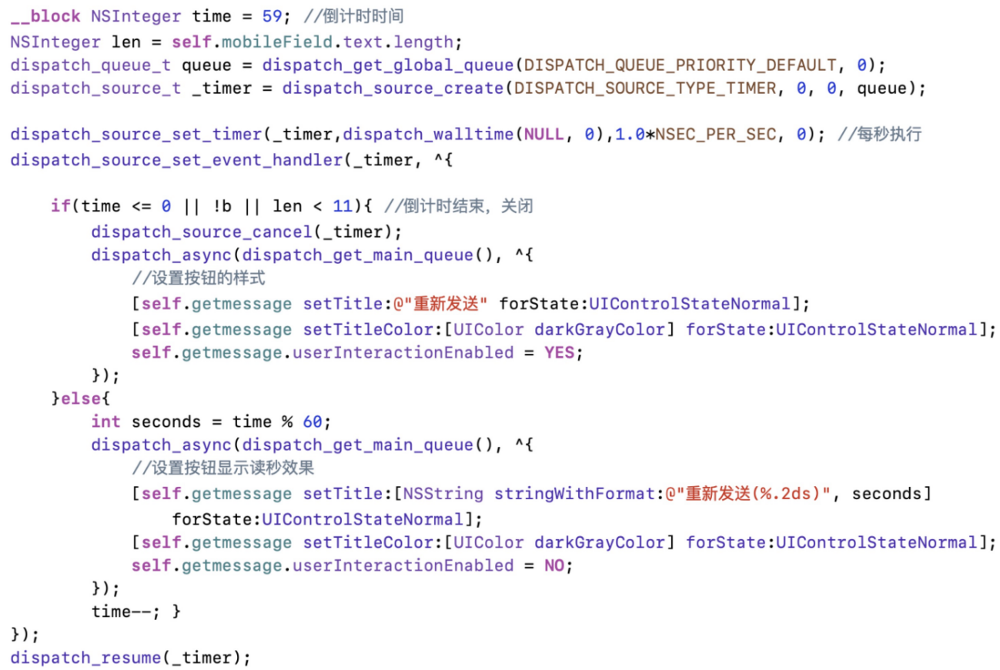 __block NSInteger time = 59; //倒计时时间
NSInteger len = self.mobileField.text.length;
dispatch_queue_t queue = dispatch_get_global_queue(DISPATCH_QUEUE_PRIORITY_DEFAULT, 0);
dispatch_source_t _timer = dispatch_source_create(DISPATCH_SOURCE_TYPE_TIMER, 0, 0, queue);

dispatch_source_set_timer(_timer,dispatch_walltime(NULL, 0),1.0*NSEC_PER_SEC, 0); //每秒执行
dispatch_source_set_event_handler(_timer, ^{

    if(time <= 0 || !b || len < 11){ //倒计时结束，关闭
        dispatch_source_cancel(_timer);
        dispatch_async(dispatch_get_main_queue(), ^{
            //设置按钮的样式
            [self.getmessage setTitle:@"重新发送" forState:UIControlStateNormal];
            [self.getmessage setTitleColor:[UIColor darkGrayColor] forState:UIControlStateNormal];
            self.getmessage.userInteractionEnabled = YES;
        });
    }else{
        int seconds = time % 60;
        dispatch_async(dispatch_get_main_queue(), ^{
            //设置按钮显示读秒效果
            [self.getmessage setTitle:[NSString stringWithFormat:@"重新发送(%.2ds)", seconds]
                forState:UIControlStateNormal];
            [self.getmessage setTitleColor:[UIColor darkGrayColor] forState:UIControlStateNormal];
            self.getmessage.userInteractionEnabled = NO;
        });
        time--; }
});
dispatch_resume(_timer);